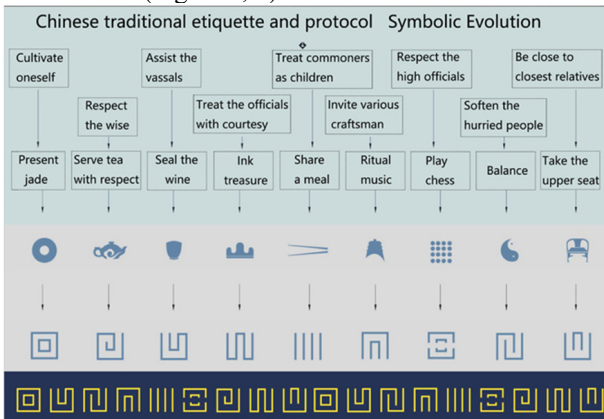 Chinese traditional etiquette and protocol Symbolic Evolution
Cultivate
oneself
Assist the
vassals
Treat commoners
as children
Respect the
high officials
Be close to
closest relatives
Respect
the wise
Treat the officials
with courtesy
Invite various
craftsman
Soften the
hurried people
Present
jade
Serve tea
with respect
Seal the
wine
Ink
treasure
Share
a meal
Ritual
music
Play
chess
Balance
Take the
upper seat